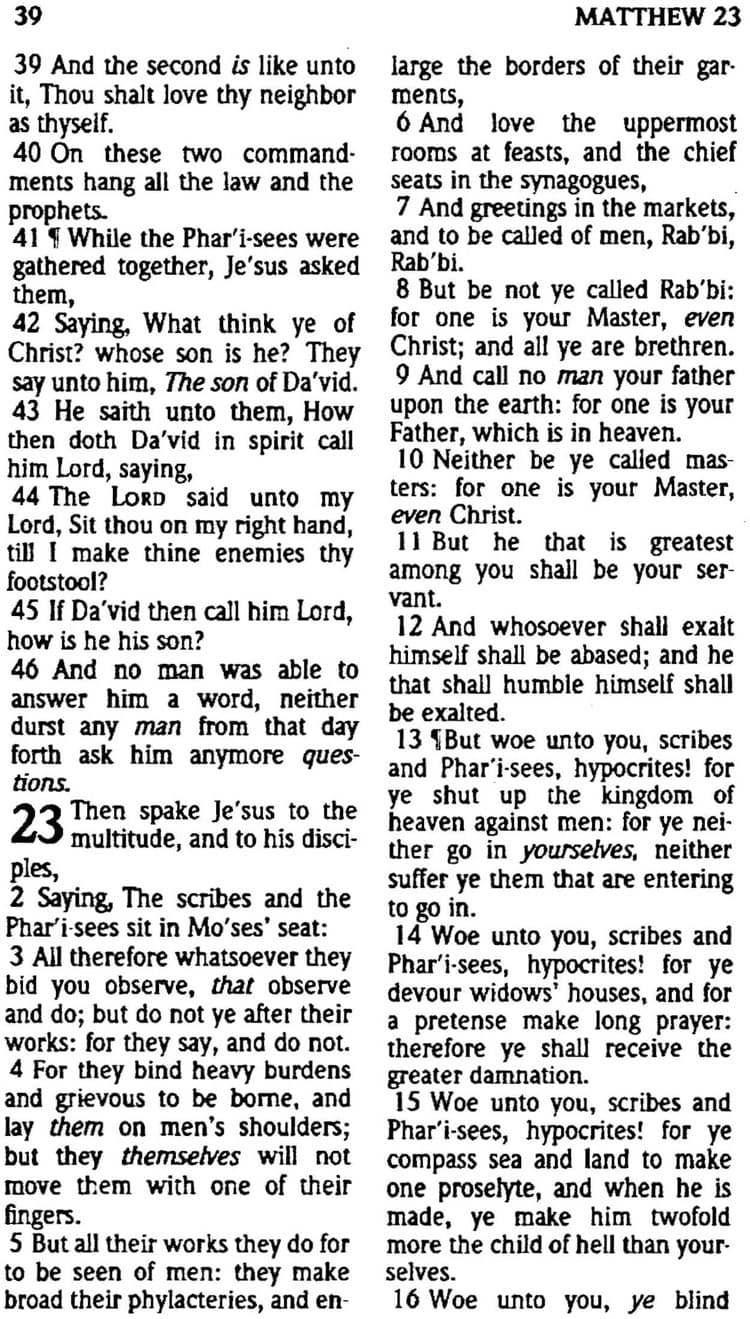 39
MATTHEW 23
39 And the second is like unto
it, Thou shalt love thy neighbor
as thyself.
40 On these two command-
ments hang all the law and the
prophets.
41 ¶ While the Phar′i-sees were
gathered together, Je′sus asked
them,
42 Saying, What think ye of
Christ? whose son is he? They
say unto him, The son of Da′vid.
43 He saith unto them, How
then doth Da′vid in spirit call
him Lord, saying,
44 The LORD said unto my
Lord, Sit thou on my right hand,
till I make thine enemies thy
footstool?
45 If Da′vid then call him Lord,
how is he his son?
46 And no man was able to
answer him a word, neither
durst any man from that day
forth ask him anymore ques-
tions.
23 Then spake Je′sus to the
multitude, and to his disci-
ples,
2 Saying, The scribes and the
Phar′i-sees sit in Mo′ses’ seat:
3 All therefore whatsoever they
bid you observe, that observe
and do; but do not ye after their
works: for they say, and do not.
4 For they bind heavy burdens
and grievous to be borne, and
lay them on men’s shoulders;
but they themselves will not
move them with one of their
fingers.
5 But all their works they do for
to be seen of men: they make
broad their phylacteries, and en-
large the borders of their gar-
ments,
6 And love the uppermost
rooms at feasts, and the chief
seats in the synagogues,
7 And greetings in the markets,
and to be called of men, Rab′bi,
Rab′bi.
8 But be not ye called Rab′bi:
for one is your Master, even
Christ; and all ye are brethren.
9 And call no man your father
upon the earth: for one is your
Father, which is in heaven.
10 Neither be ye called mas-
ters: for one is your Master,
even Christ.
11 But he that is greatest
among you shall be your ser-
vant.
12 And whosoever shall exalt
himself shall be abased; and he
that shall humble himself shall
be exalted.
13 ¶But woe unto you, scribes
and Phar′i-sees, hypocrites! for
ye shut up the kingdom of
heaven against men: for ye nei-
ther go in yourselves, neither
suffer ye them that are entering
to go in.
14 Woe unto you, scribes and
Phar′i-sees, hypocrites! for ye
devour widows’ houses, and for
a pretense make long prayer:
therefore ye shall receive the
greater damnation.
15 Woe unto you, scribes and
Phar′i-sees, hypocrites! for ye
compass sea and land to make
one proselyte, and when he is
made, ye make him twofold
more the child of hell than your-
selves.
16 Woe unto you, ye blind